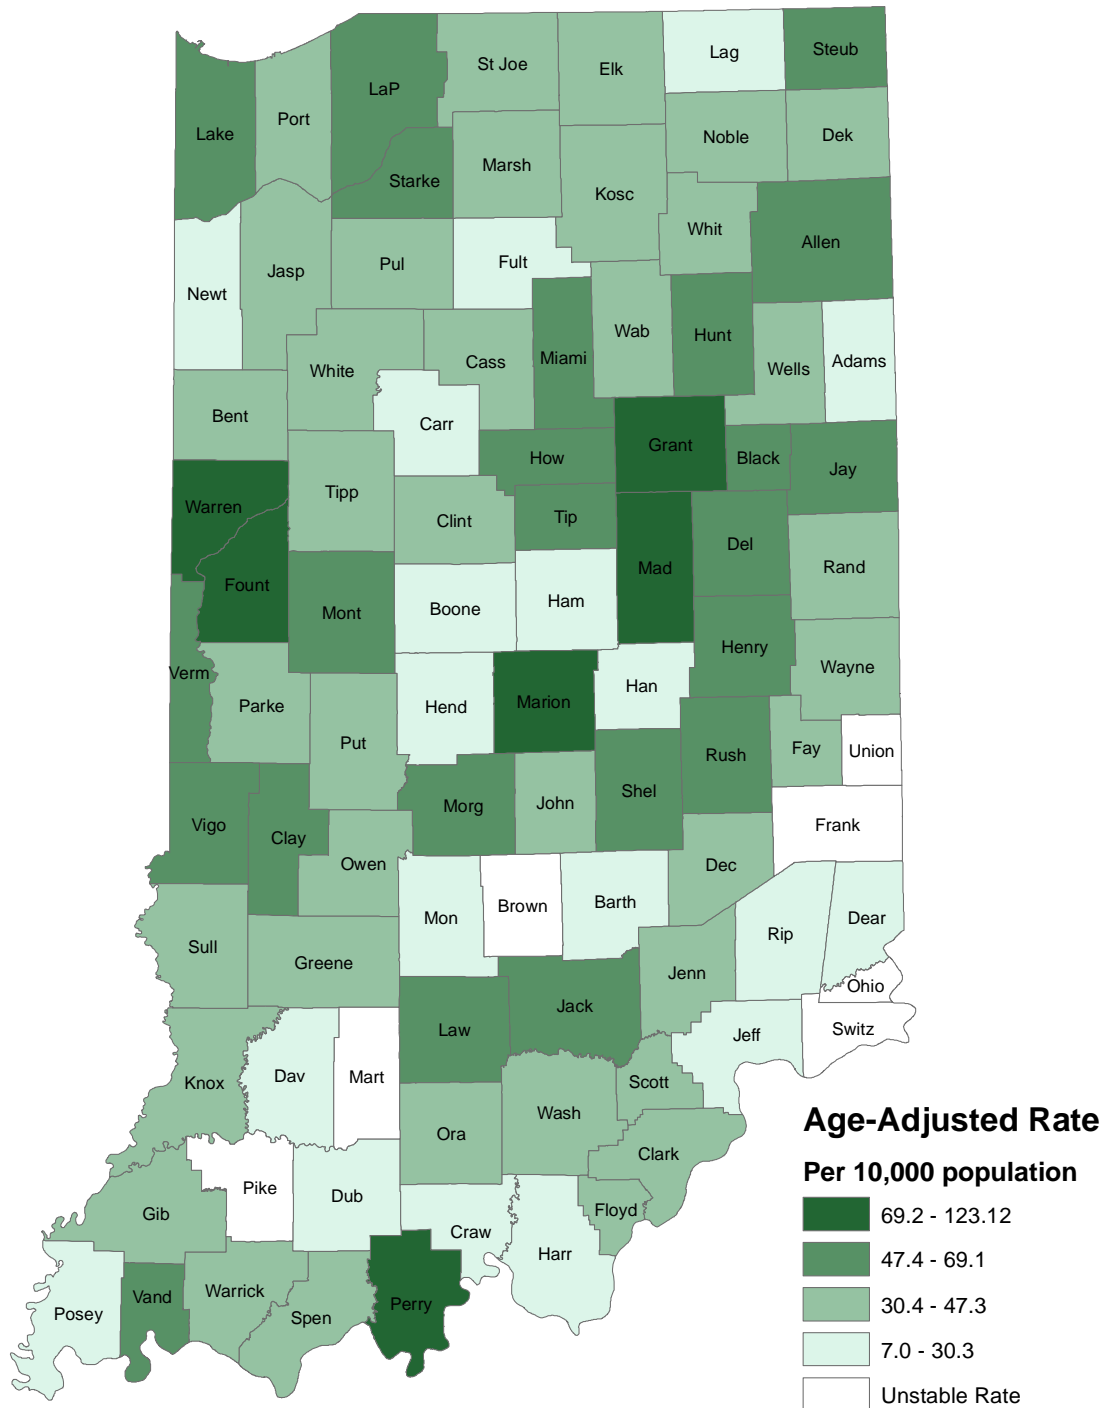 Lag
Steub
St Joe
Elk
LaP
Port
Lake
Noble
Dek
Marsh
Starke
Kosc
Whit
Allen
Fult
Pul
Jasp
Newt
Wab
Hunt
Miami
Cass
Adams
Wells
White
Bent
Carr
Grant
How
Black
Jay
Tipp
Warren
Clint
Tip
Del
Mad
Rand
Fount
Mont
Boone
Ham
Henry
Wayne
Verm
Han
Parke
Hend
Marion
Put
Fay
Union
Rush
Shel
John
Morg
Vigo
Clay
Frank
Owen
Dec
Barth
Brown
Mon
Dear
Rip
Sull
Greene
Jenn
Ohio
Jack
Law
Switz
Jeff
Dav
Mart
Knox
Scott
Wash
Ora
Clark
Pike
Dub
Gib
Floyd
Craw
Harr
Warrick
Vand
Perry
Posey
Spen
Age-Adjusted Rate
Per 10,000 population
69.2 - 123.12
47.4 - 69.1
30.4 - 47.3
7.0 - 30.3
Unstable Rate